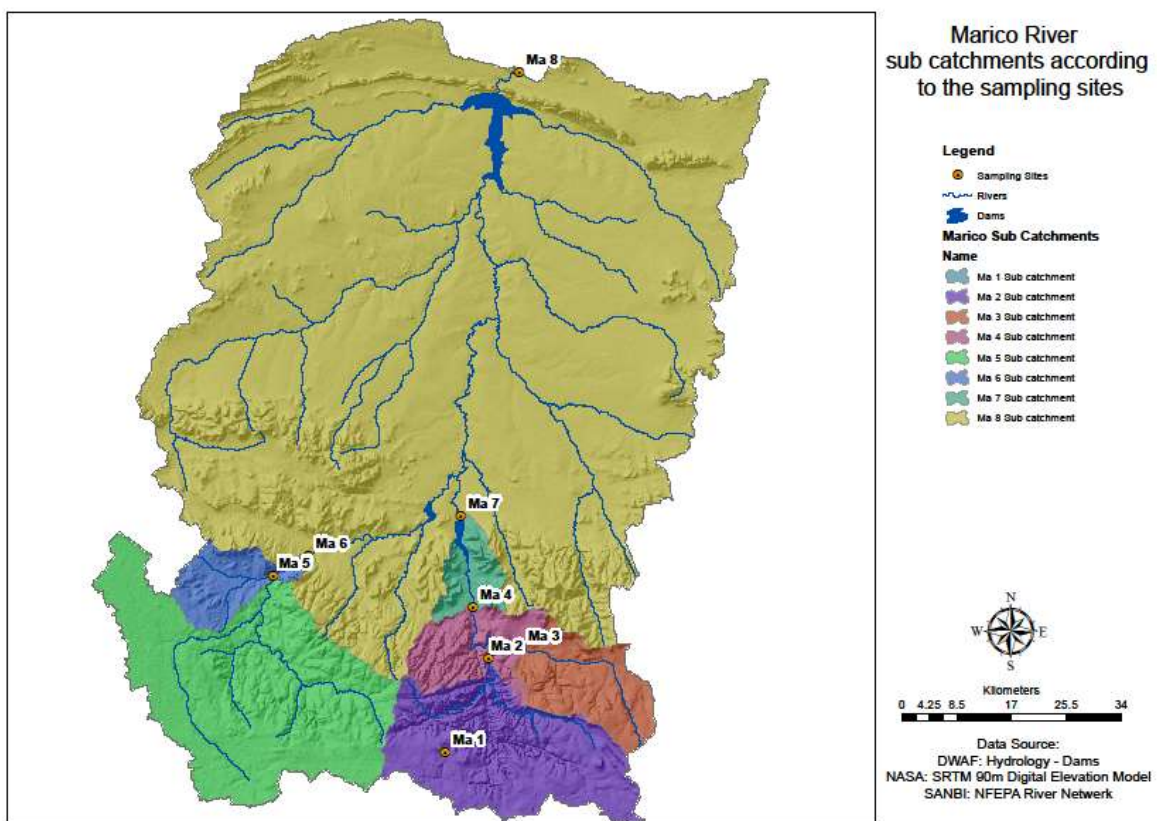 Marico River
sub catchments according
to the sampling sites
Legend
Sampling Sites
Rivers
Dams
Marico Sub Catchments
Name
Ma 1 Sub catchment
Ma 2 Sub catchment
Ma 3 Sub catchment
Ma 4 Sub catchment
Ma 5 Sub catchment
Ma 6 Sub catchment
Ma 7 Sub catchment
Ma 8 Sub catchment
Ma 8
Ma 7
Ma 6
Ma 5
Ma 4
Ma 3
Ma 2
Ma 1
N
W E
S
Kilometers
0 4.25 8.5 17 25.5 34
Data Source:
DWAF: Hydrology - Dams
NASA: SRTM 90m Digital Elevation Model
SANBI: NFEPA River Netwerk